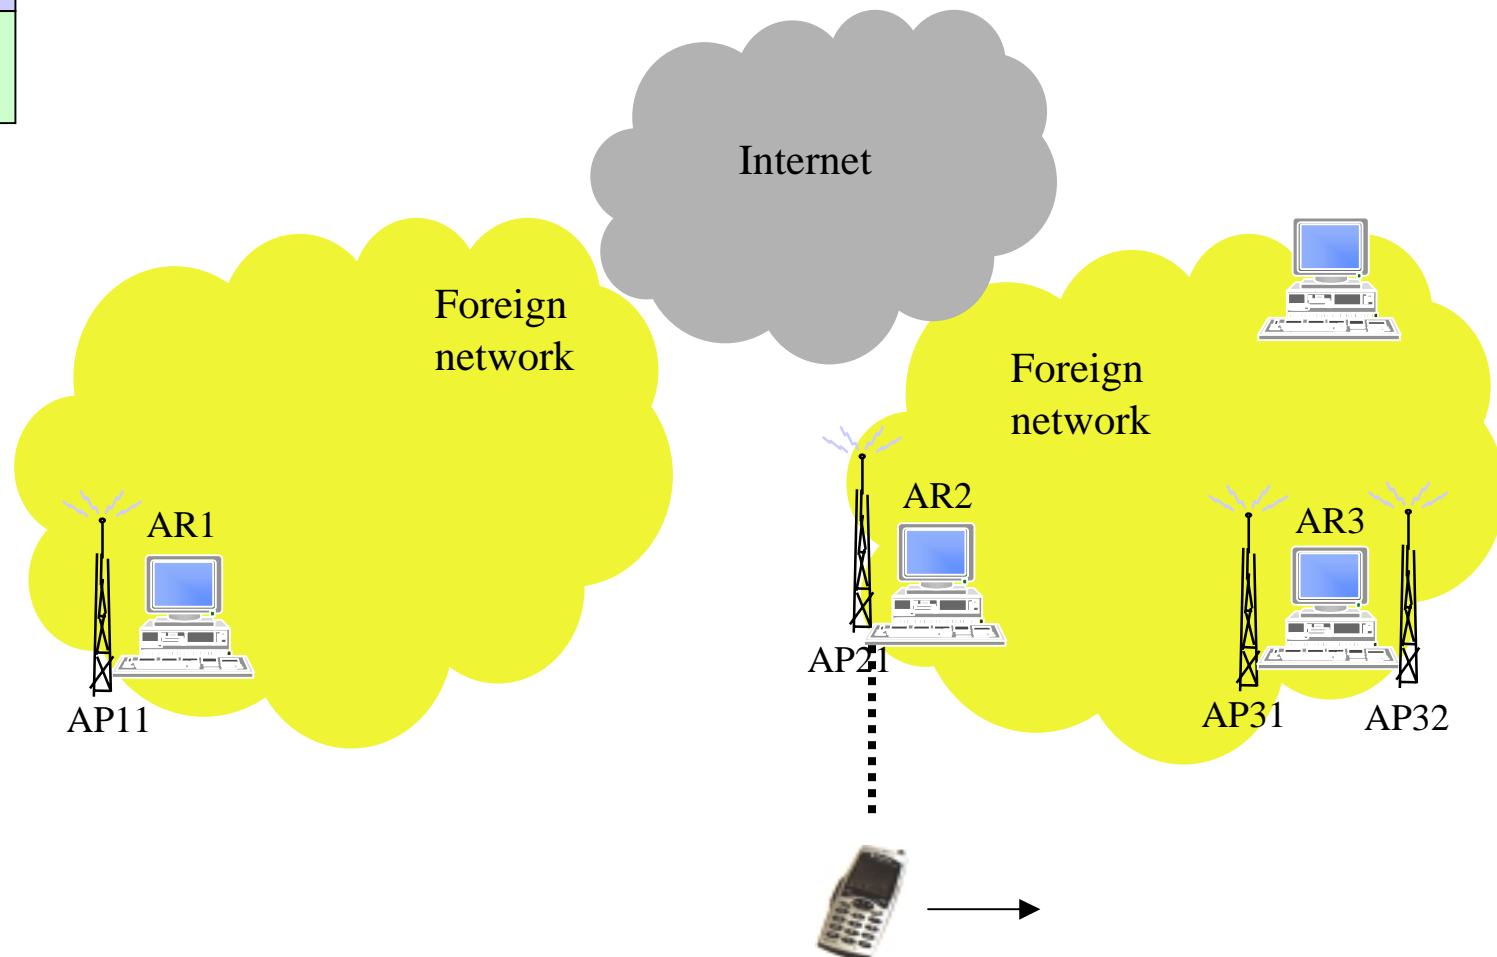 Internet
Foreign
network
Foreign
network
AR1
AR2
AR3
AP11
AP21
AP31
AP32